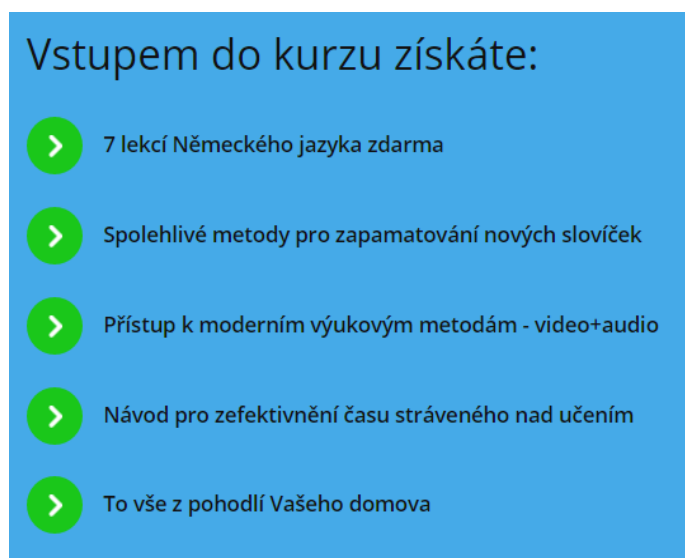 Vstupem do kurzu získáte:
7 lekcí Německého jazyka zdarma
Spolehlivé metody pro zapamatování nových slovíček
Přístup k moderním výukovým metodám - video+audio
Návod pro zefektivnění času stráveného nad učením
To vše z pohodlí Vašeho domova